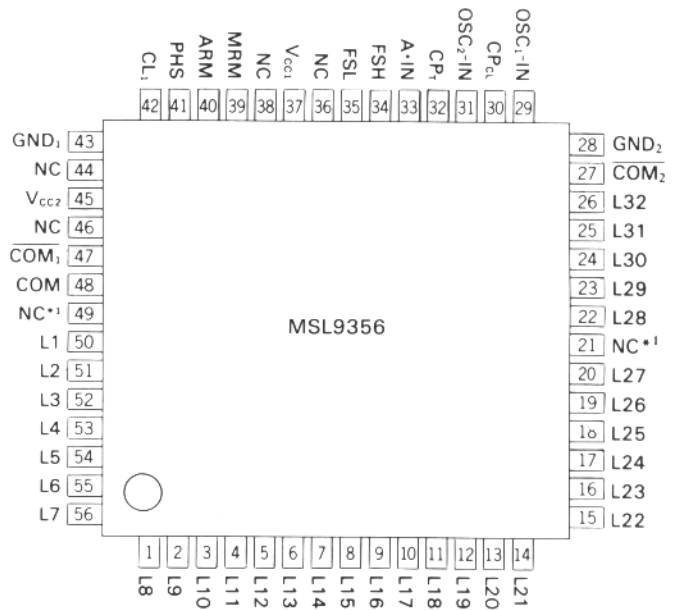 CL₁ PHS ARM MRM NC Vcc₁ NC FSL FSH A·IN CP_T OSC₂-IN CP_CL OSC₁-IN
42 41 40 39 38 37 36 35 34 33 32 31 30 29
GND₁ 43
NC 44
Vcc₂ 45
NC 46
COM₁ 47
COM 48
NC*¹ 49
L1 50
L2 51
L3 52
L4 53
L5 54
L6 55
L7 56
MSL9356
28 GND₂
27 COM₂
26 L32
25 L31
24 L30
23 L29
22 L28
21 NC*¹
20 L27
19 L26
18 L25
17 L24
16 L23
15 L22
1 2 3 4 5 6 7 8 9 10 11 12 13 14
L8 L9 L10 L11 L12 L13 L14 L15 L16 L17 L18 L19 L20 L21